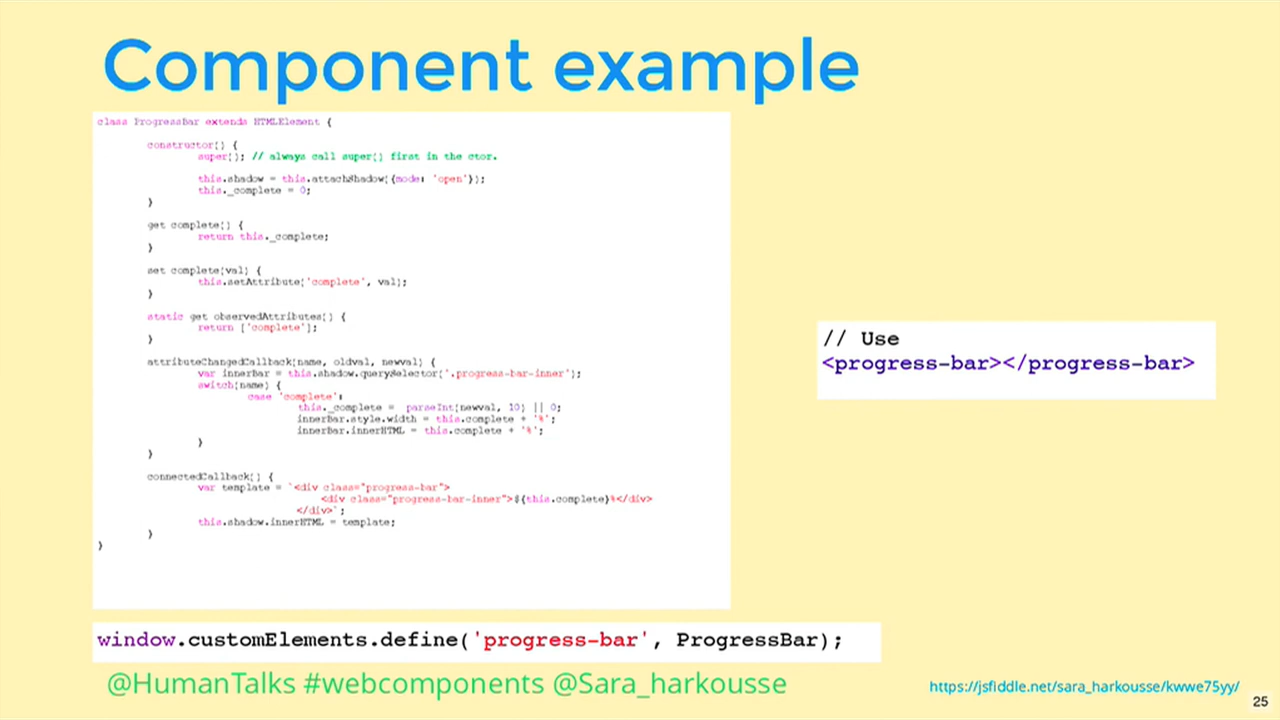 Component example
class ProgressBar extends HTMLElement {
constructor() {
super(); // always call super() first in the ctor.
this.shadow = this.attachShadow({mode: 'open'});
this._complete = 0;
}
get complete() {
return this._complete;
}
set complete(val) {
this.setAttribute('complete', val);
}
static get observedAttributes() {
return ['complete'];
}
attributeChangedCallback(name, oldval, newval) {
var innerBar = this.shadow.querySelector('.progress-bar-inner');
switch(name) {
case 'complete':
this._complete = parseInt(newval, 10) || 0;
innerBar.style.width = this.complete + '%';
innerBar.innerHTML = this.complete + '%';
}
}
connectedCallback() {
var template = `<div class="progress-bar">
<div class="progress-bar-inner">${this.complete}%</div>
</div>`;
this.shadow.innerHTML = template;
}
}
// Use
<progress-bar></progress-bar>
window.customElements.define('progress-bar', ProgressBar);
@HumanTalks #webcomponents @Sara_harkousse
https://jsfiddle.net/sara_harkousse/kwwe75yy/
25